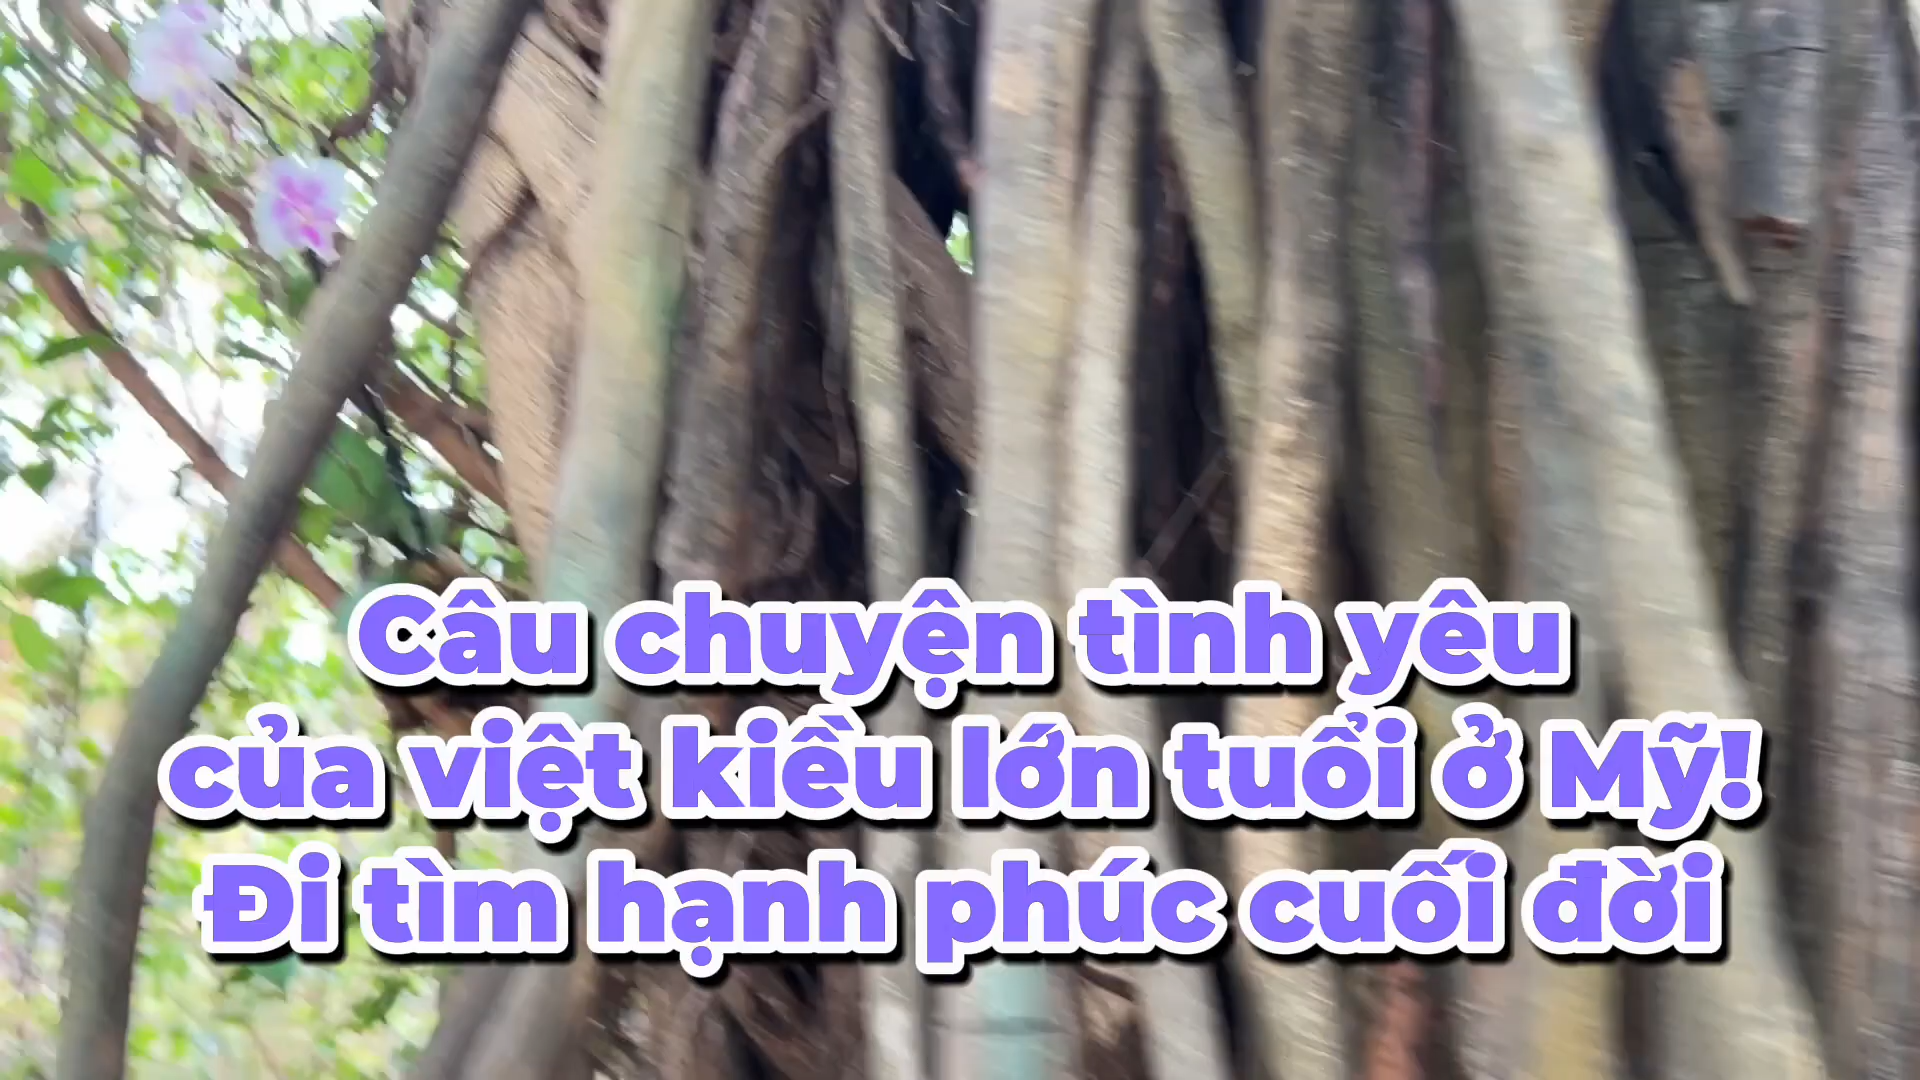 Câu chuyện tình yêu
của việt kiều lớn tuổi ở Mỹ!
Đi tìm hạnh phúc cuối đời